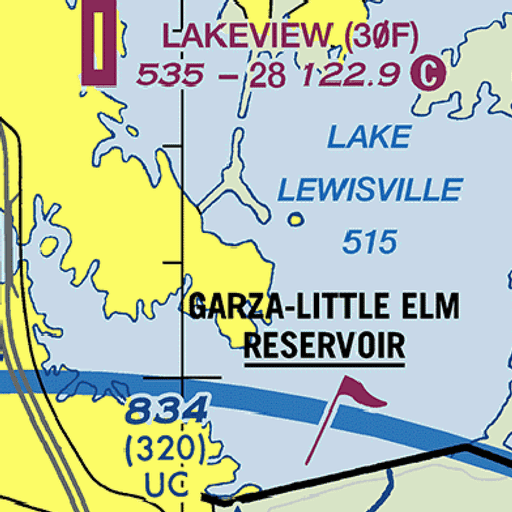 LAKEVIEW (3ØF)
535 – 28 122.9 C
LAKE
LEWISVILLE
515
GARZA-LITTLE ELM
RESERVOIR
834
(320)
UC